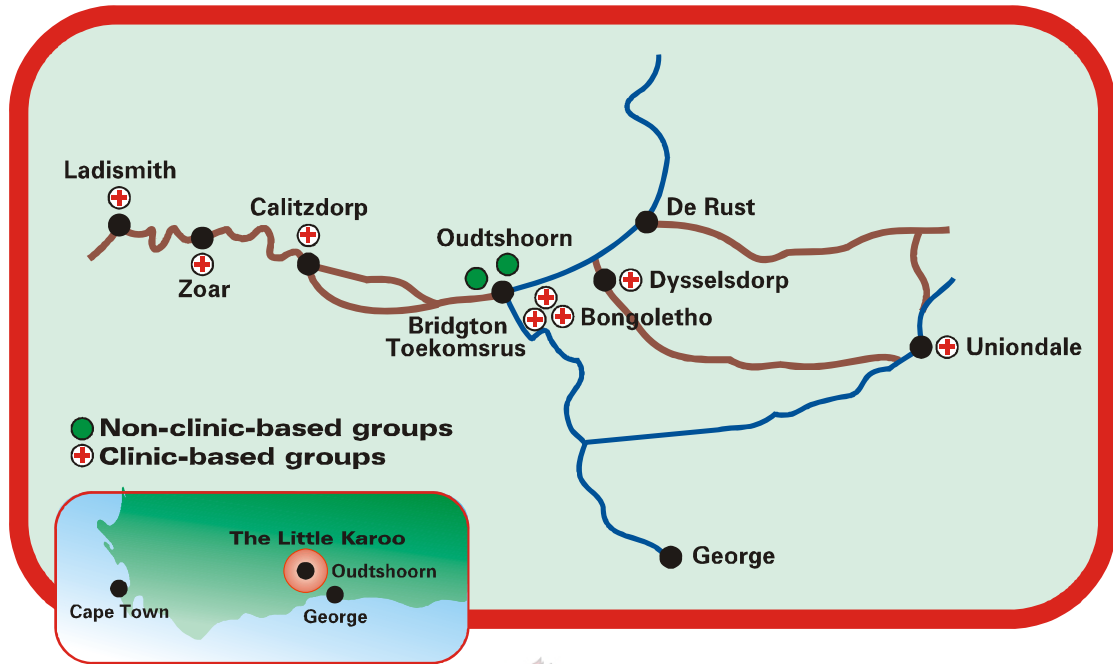 Ladismith
Zoar
Calitzdorp
Oudtshoorn
De Rust
Dysselsdorp
Bridgton
Toekomsrus
Bongoletho
Uniondale
George
Non-clinic-based groups
Clinic-based groups
The Little Karoo
Oudtshoorn
George
Cape Town